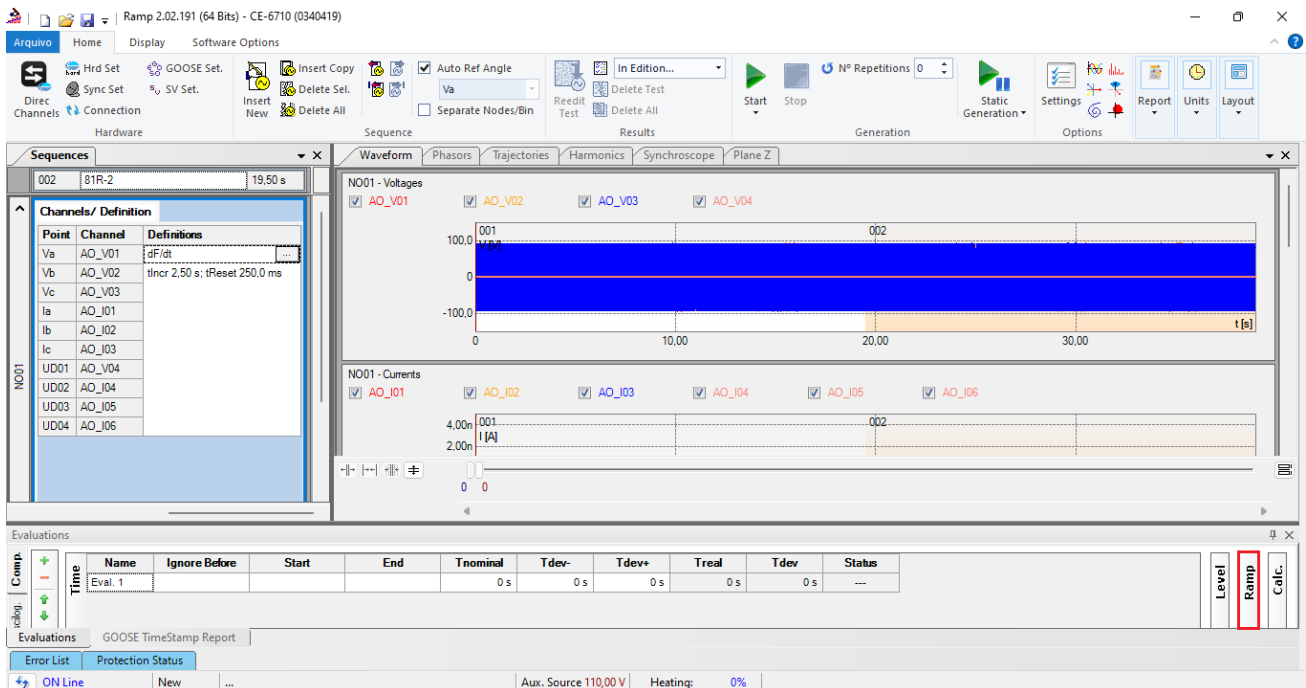 Ramp 2.02.191 (64 Bits) - CE-6710 (0340419)
Arquivo Home Display Software Options
Direc Channels
Hrd Set
Sync Set
Connection
GOOSE Set.
SV Set.
Hardware
Insert New
Insert Copy
Delete Sel.
Delete All
Sequence
Auto Ref Angle
Va
Separate Nodes/Bin
Reedit Test
In Edition...
Delete Test
Delete All
Results
Start
Stop
Nº Repetitions 0
Static Generation
Generation
Settings
Options
Report
Units
Layout
Sequences
002 81R-2 19,50 s
NO01
Channels/ Definition
Point Channel Definitions
Va AO_V01 dF/dt ...
Vb AO_V02 tIncr 2,50 s; tReset 250,0 ms
Vc AO_V03
Ia AO_I01
Ib AO_I02
Ic AO_I03
UD01 AO_V04
UD02 AO_I04
UD03 AO_I05
UD04 AO_I06
Waveform Phasors Trajectories Harmonics Synchroscope Plane Z
NO01 - Voltages
AO_V01 AO_V02 AO_V03 AO_V04
001 002
100,0
V [V]
0
-100,0
t [s]
0 10,00 20,00 30,00
NO01 - Currents
AO_I01 AO_I02 AO_I03 AO_I04 AO_I05 AO_I06
4,00n 001 002
I [A]
2,00n
0 0
Evaluations
Comp.
Time
Name Ignore Before Start End Tnominal Tdev- Tdev+ Treal Tdev Status
Eval. 1 0 s 0 s 0 s 0 s 0 s ---
Level
Ramp
Calc.
Evaluations GOOSE TimeStamp Report
Error List Protection Status
ON Line New ... Aux. Source 110,00 V Heating: 0%